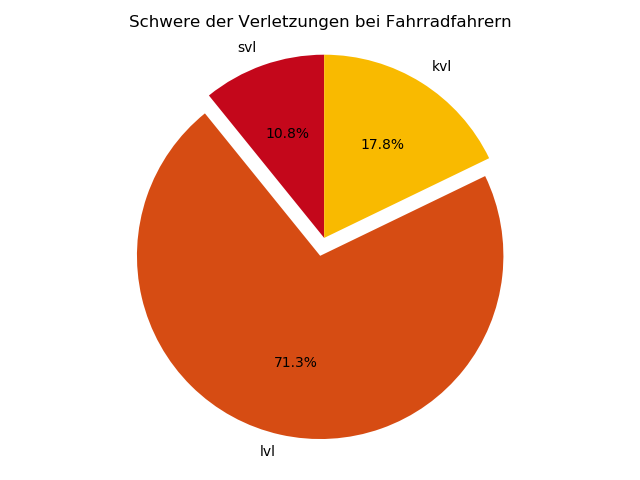 Schwere der Verletzungen bei Fahrradfahrern
svl
kvl
10.8%
17.8%
71.3%
lvl